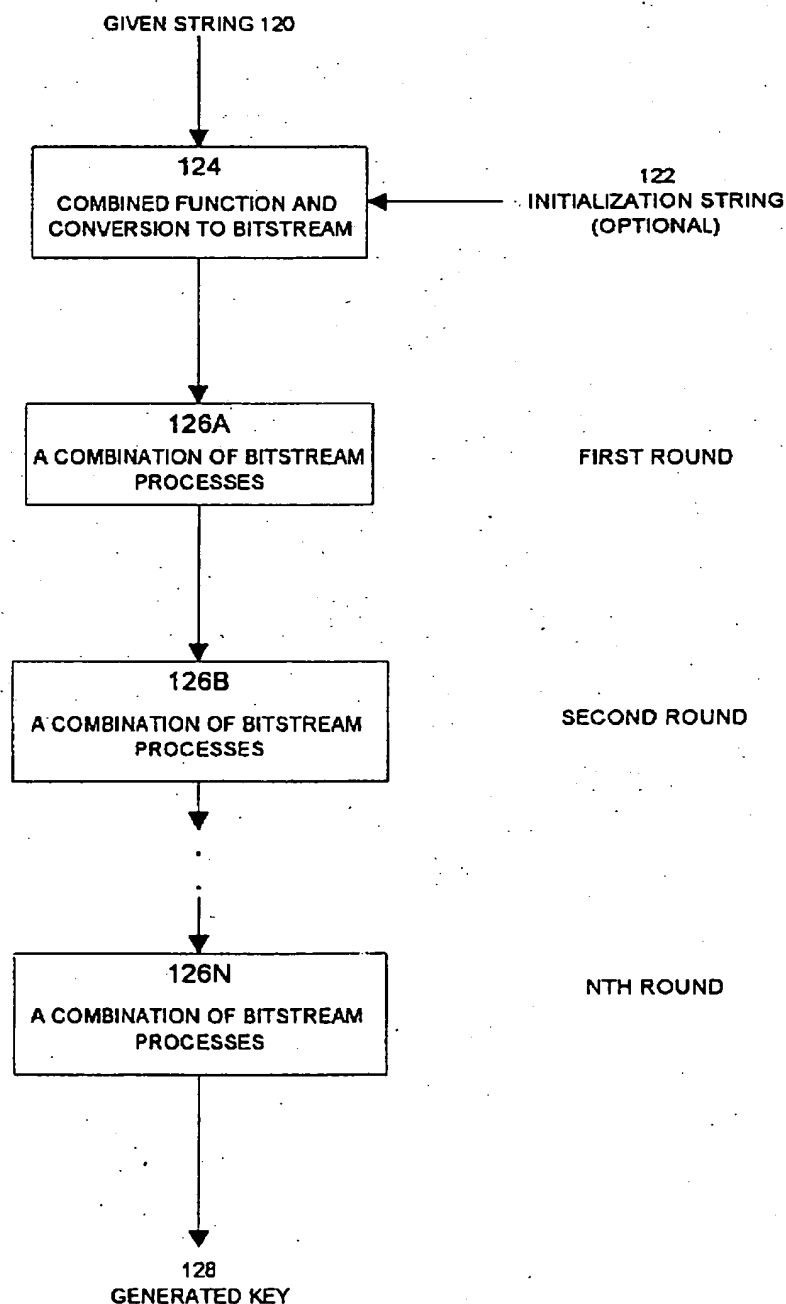 GIVEN STRING 120
124
COMBINED FUNCTION AND
CONVERSION TO BITSTREAM
122
INITIALIZATION STRING
(OPTIONAL)
126A
A COMBINATION OF BITSTREAM
PROCESSES
FIRST ROUND
126B
A COMBINATION OF BITSTREAM
PROCESSES
SECOND ROUND
126N
A COMBINATION OF BITSTREAM
PROCESSES
NTH ROUND
128
GENERATED KEY